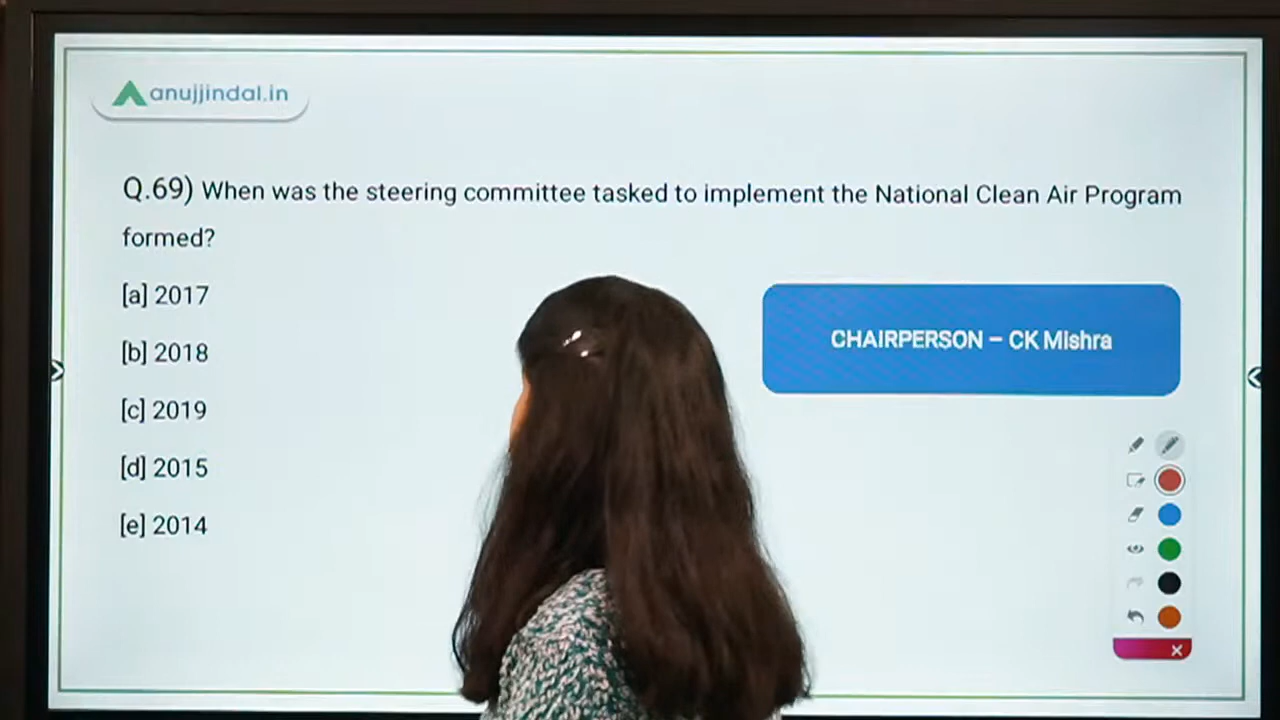 anujjindal.in
Q.69) When was the steering committee tasked to implement the National Clean Air Program
formed?
[a] 2017
CHAIRPERSON – CK Mishra
[b] 2018
[c] 2019
[d] 2015
[e] 2014